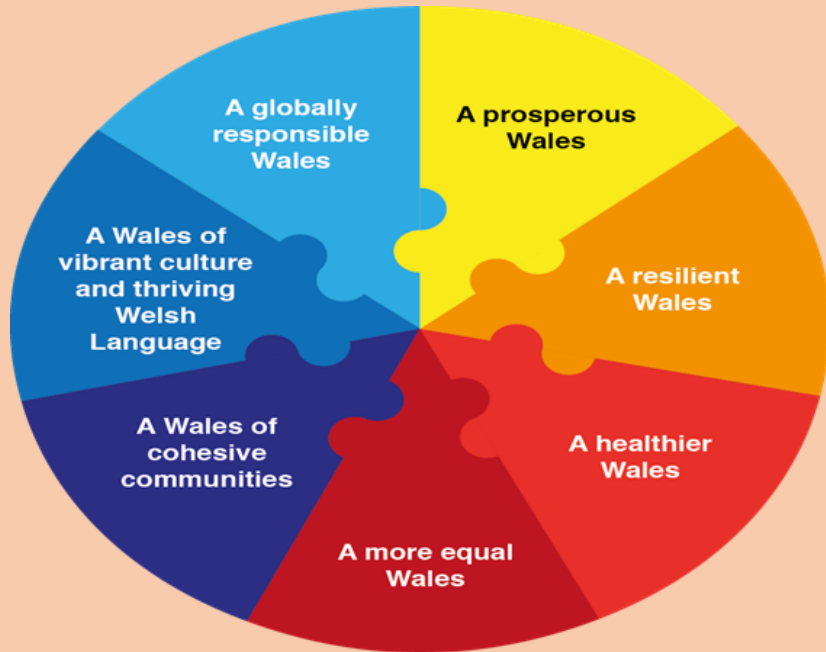 A prosperous
Wales
A resilient
Wales
A healthier
Wales
A more equal
Wales
A Wales of
cohesive
communities
A Wales of
vibrant culture
and thriving
Welsh
Language
A globally
responsible
Wales